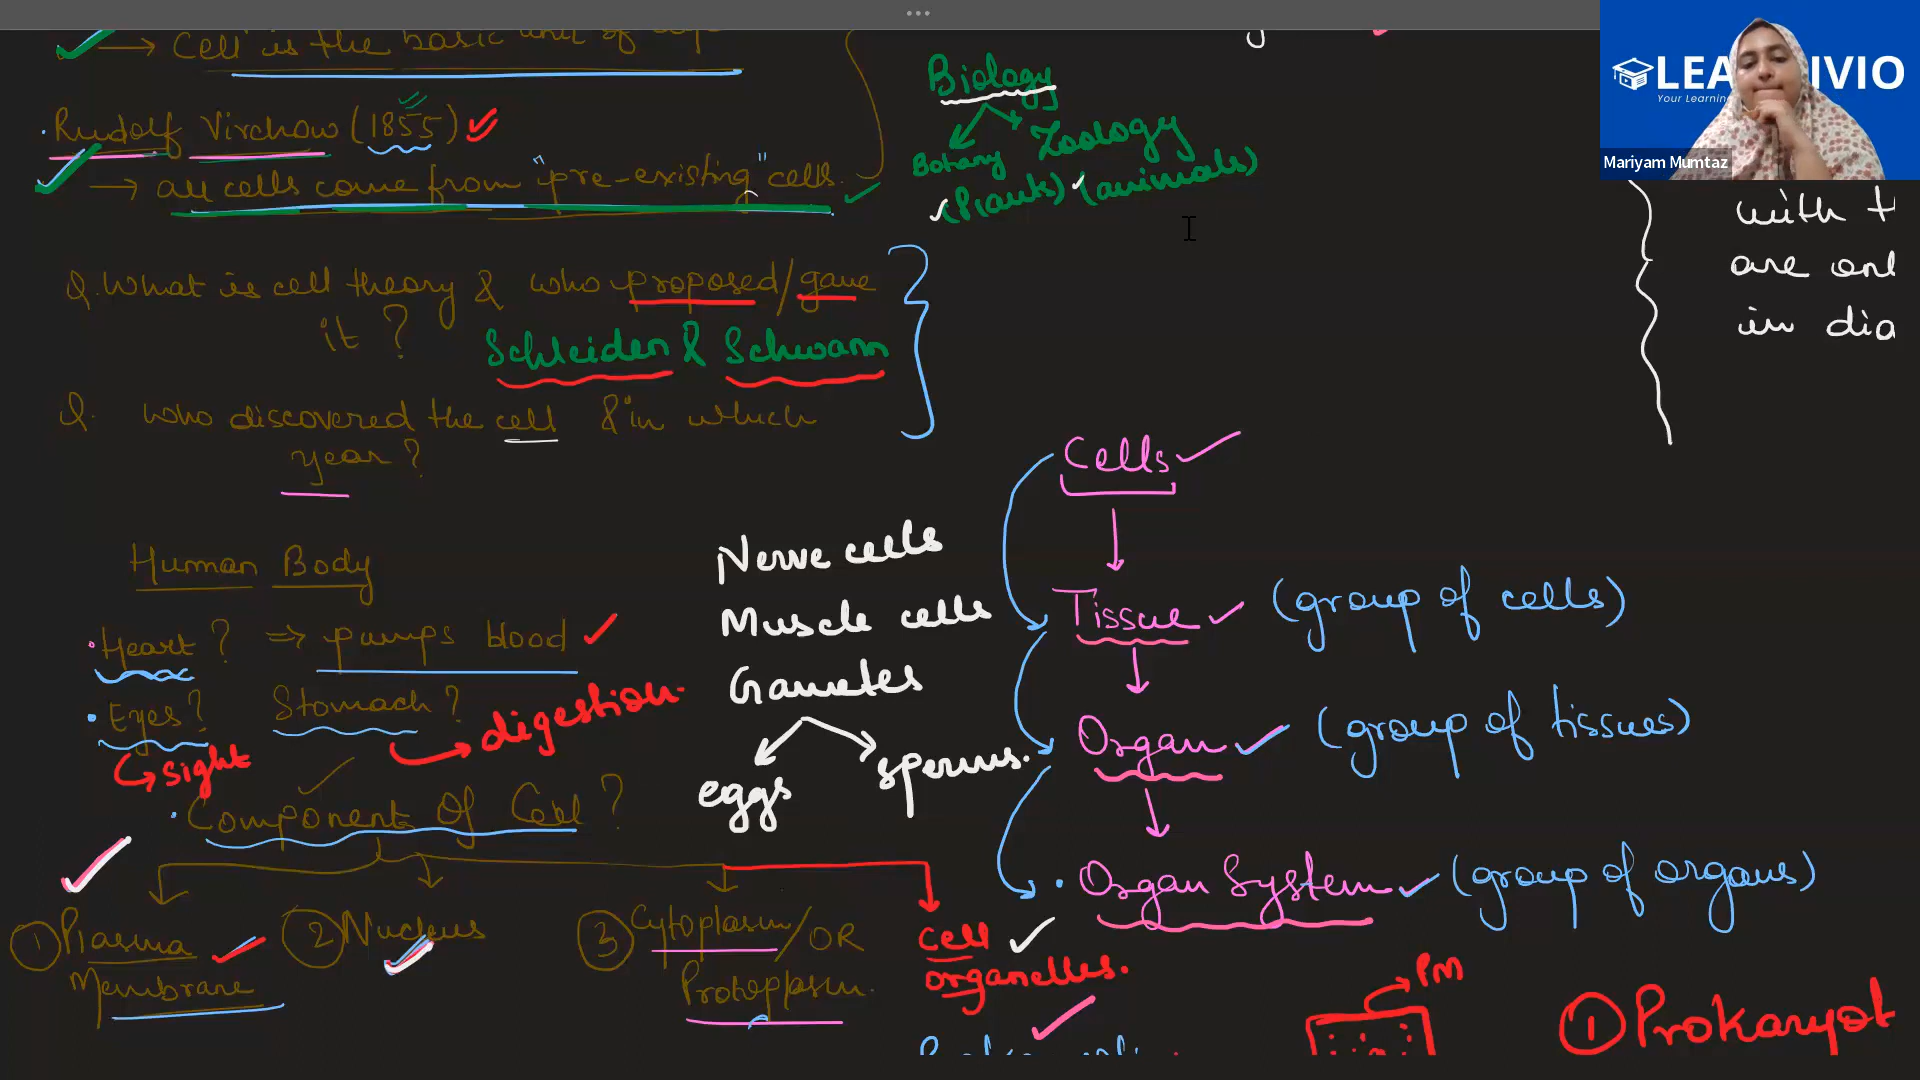 → Cell is the basic unit of
· Rudolf Virchow (1855)
→ all cells come from "pre-existing" cells.
Biology
Botany Zoology
(Plants) (animals)
LEA IVIO
Your Learnin
Mariyam Mumtaz
with
are
in
Q. What is cell theory & who proposed/gave
it?
Schleiden & Schwann
Q. who discovered the cell & in which
year?
Cells
Tissue (group of cells)
Organ (group of tissues)
· Organ System (group of organs)
Nerve cells
Muscle cells
Gametes
eggs sperms.
Human Body
· Heart? ⇒ pumps blood
· Eyes? Stomach?
sight digestion.
· Component Of Cell?
① Plasma
Membrane
② Nucleus
③ Cytoplasm/OR
Protoplasm.
Cell
organelles.
PM
① Prokaryot